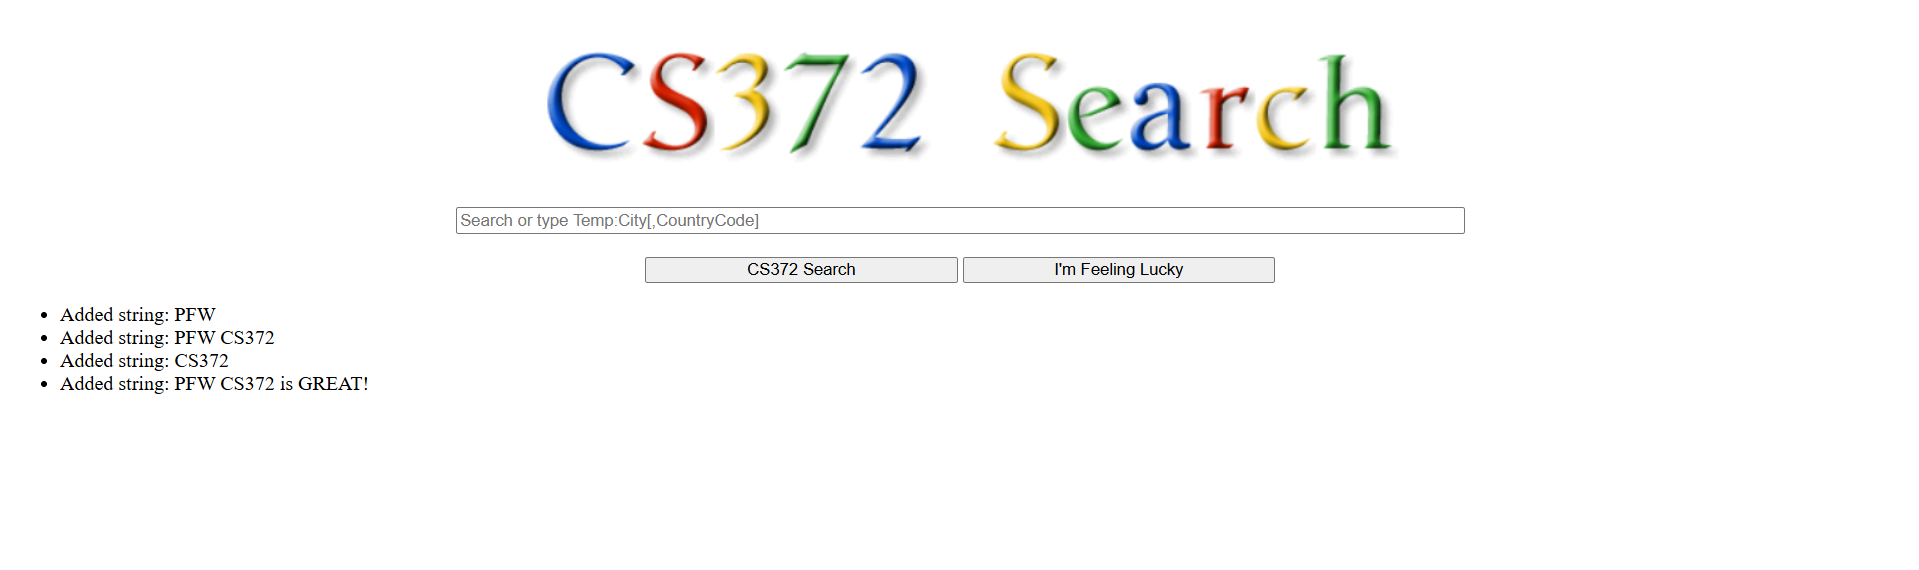 CS372 Search
Search or type Temp:City[,CountryCode]
CS372 Search I'm Feeling Lucky
Added string: PFW
Added string: PFW CS372
Added string: CS372
Added string: PFW CS372 is GREAT!